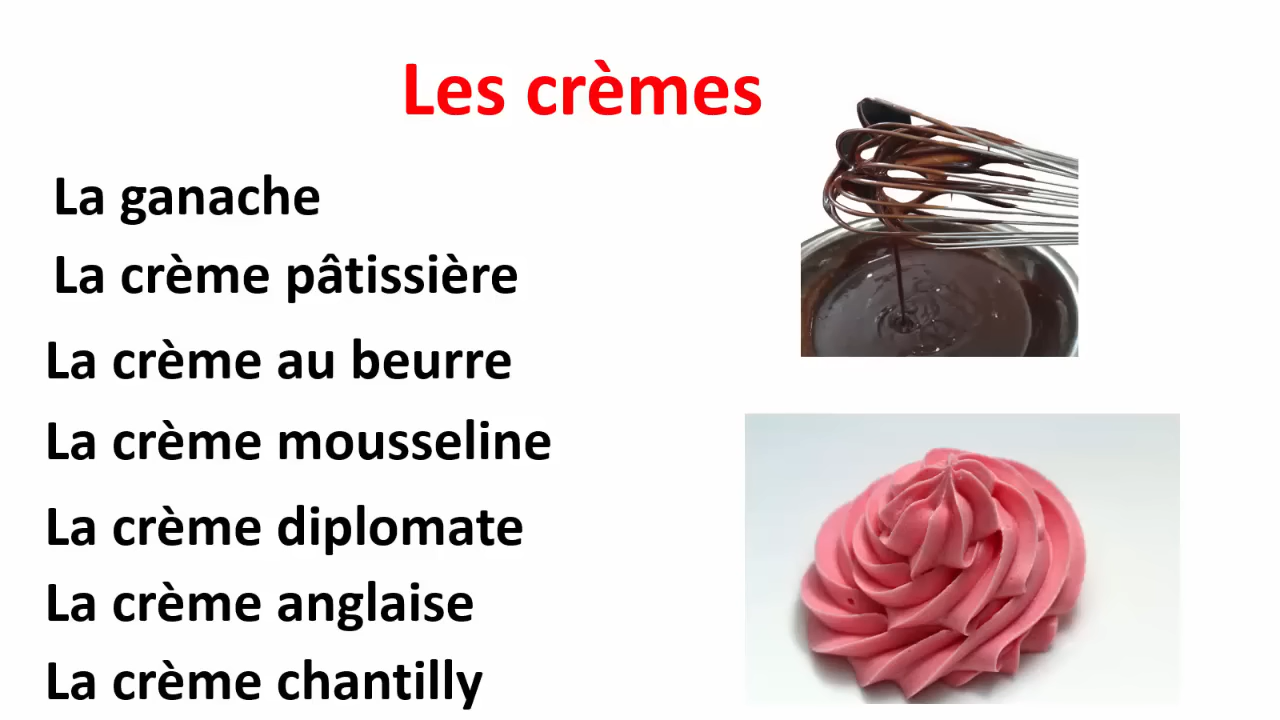 Les crèmes
La ganache
La crème pâtissière
La crème au beurre
La crème mousseline
La crème diplomate
La crème anglaise
La crème chantilly